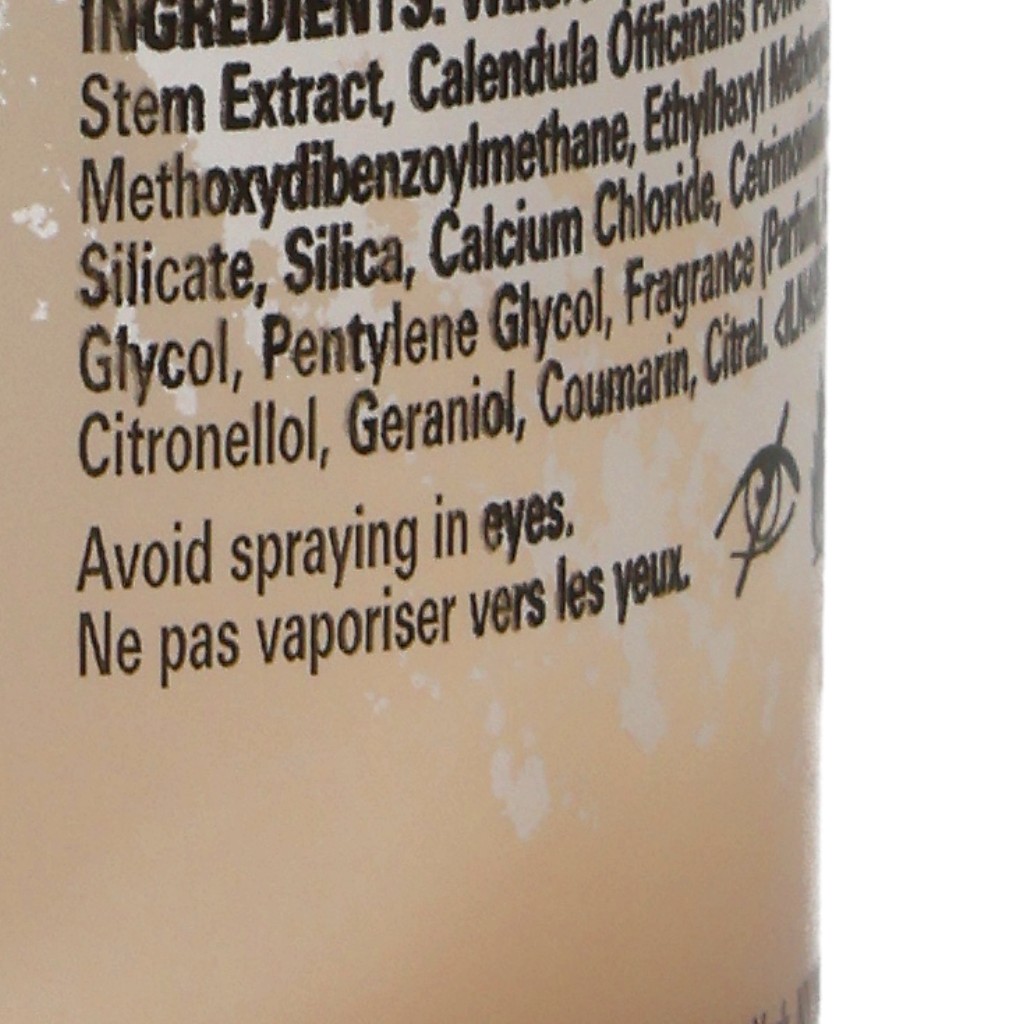 INGREDIENTS:
Stem Extract, Calendula Officinalis
Methoxydibenzoylmethane, Ethylhexyl
Silicate, Silica, Calcium Chloride,
Glycol, Pentylene Glycol, Fragrance (Parfum)
Citronellol, Geraniol, Coumarin, Citral.
Avoid spraying in eyes.
Ne pas vaporiser vers les yeux.